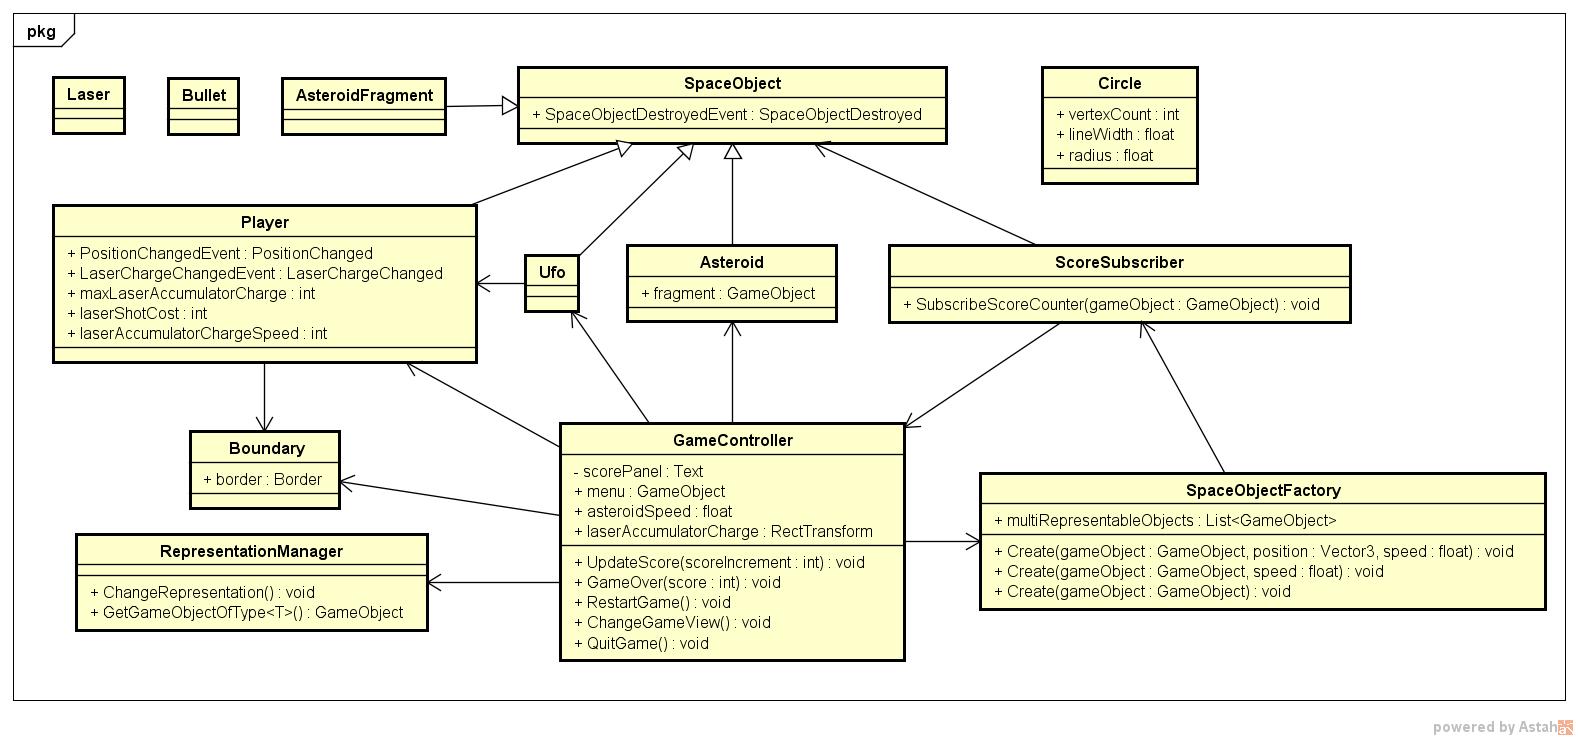 pkg
Laser
Bullet
AsteroidFragment
SpaceObject
+ SpaceObjectDestroyedEvent : SpaceObjectDestroyed
Circle
+ vertexCount : int
+ lineWidth : float
+ radius : float
Player
+ PositionChangedEvent : PositionChanged
+ LaserChargeChangedEvent : LaserChargeChanged
+ maxLaserAccumulatorCharge : int
+ laserShotCost : int
+ laserAccumulatorChargeSpeed : int
Ufo
Asteroid
+ fragment : GameObject
ScoreSubscriber
+ SubscribeScoreCounter(gameObject : GameObject) : void
Boundary
+ border : Border
GameController
- scorePanel : Text
+ menu : GameObject
+ asteroidSpeed : float
+ laserAccumulatorCharge : RectTransform
+ UpdateScore(scoreIncrement : int) : void
+ GameOver(score : int) : void
+ RestartGame() : void
+ ChangeGameView() : void
+ QuitGame() : void
SpaceObjectFactory
+ multiRepresentableObjects : List<GameObject>
+ Create(gameObject : GameObject, position : Vector3, speed : float) : void
+ Create(gameObject : GameObject, speed : float) : void
+ Create(gameObject : GameObject) : void
RepresentationManager
+ ChangeRepresentation() : void
+ GetGameObjectOfType<T>() : GameObject
powered by Astah